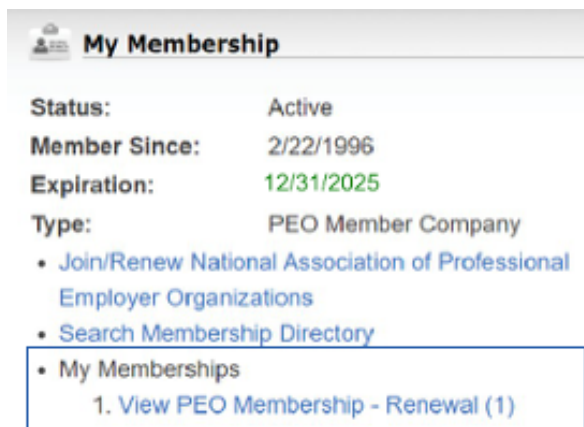 My Membership
Status: Active
Member Since: 2/22/1996
Expiration: 12/31/2025
Type: PEO Member Company
• Join/Renew National Association of Professional
Employer Organizations
• Search Membership Directory
• My Memberships
1. View PEO Membership - Renewal (1)